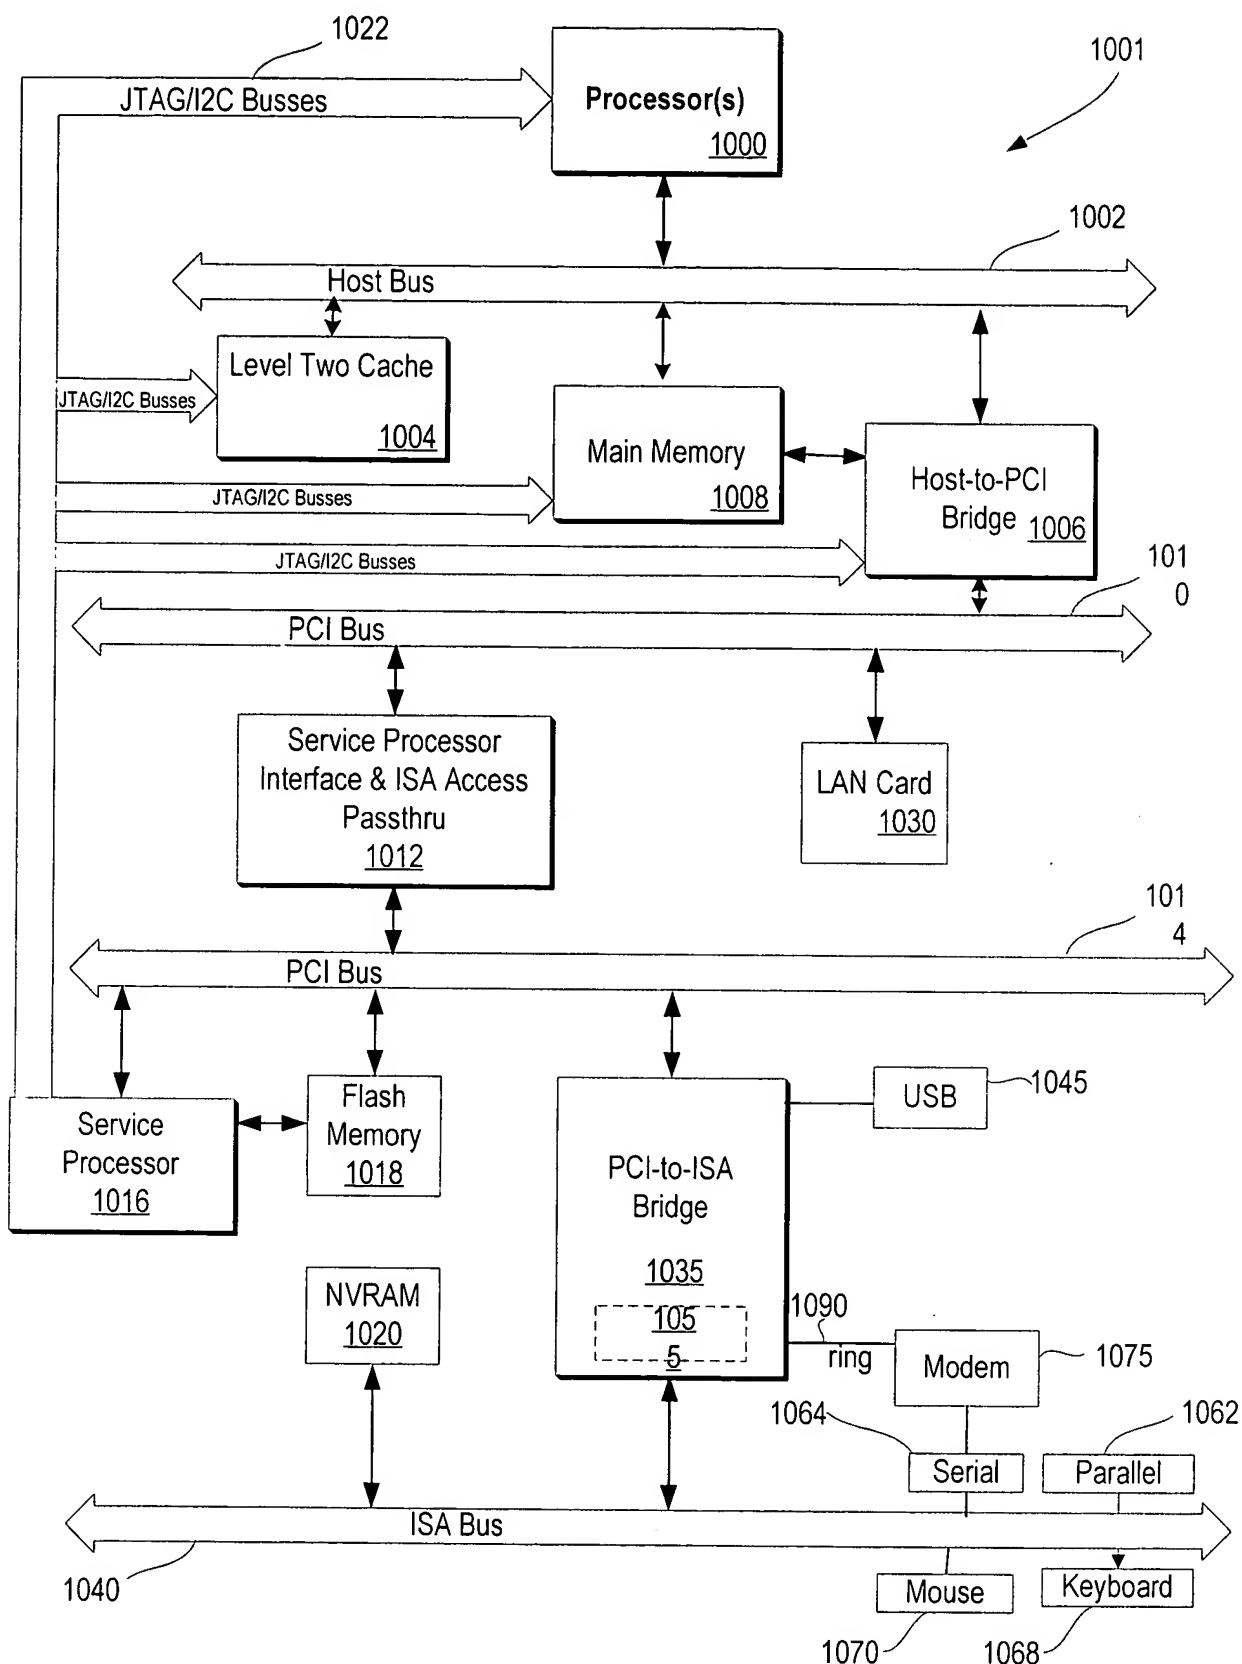 1022
JTAG/I2C Busses
Processor(s)
1000
1001
1002
Host Bus
Level Two Cache
1004
JTAG/I2C Busses
Main Memory
1008
Host-to-PCI
Bridge
1006
JTAG/I2C Busses
JTAG/I2C Busses
101
0
PCI Bus
Service Processor
Interface & ISA Access
Passthru
1012
LAN Card
1030
101
4
PCI Bus
Service
Processor
1016
Flash
Memory
1018
PCI-to-ISA
Bridge
1035
105
5
USB
1045
NVRAM
1020
1090
ring
Modem
1075
1064
1062
Serial
Parallel
ISA Bus
1040
Mouse
Keyboard
1070
1068